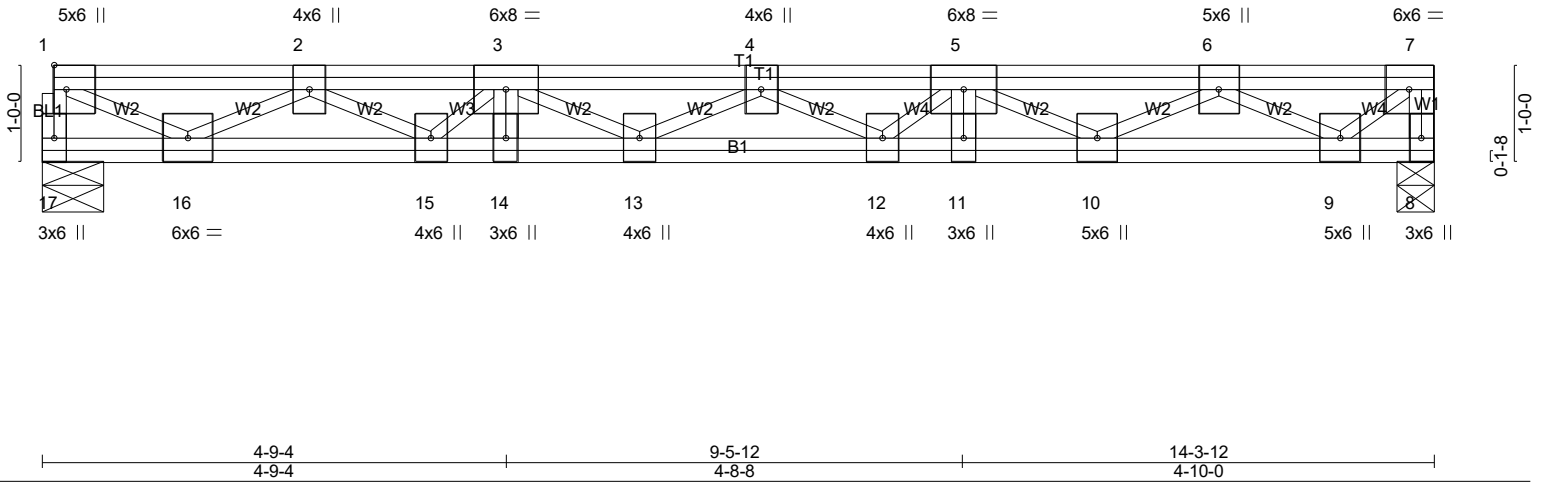 5x6 || 4x6 || 6x8 = 4x6 || 6x8 = 5x6 || 6x6 =
1 2 3 4 5 6 7
T1
T1
1-0-0
BL1 W2 W2 W2 W3 W2 W2 W2 W4 W2 W2 W2 W4 W1
1-0-0
B1
0-1-8
17 16 15 14 13 12 11 10 9 8
3x6 || 6x6 = 4x6 || 3x6 || 4x6 || 4x6 || 3x6 || 5x6 || 5x6 || 3x6 ||
4-9-4 9-5-12 14-3-12
4-9-4 4-8-8 4-10-0